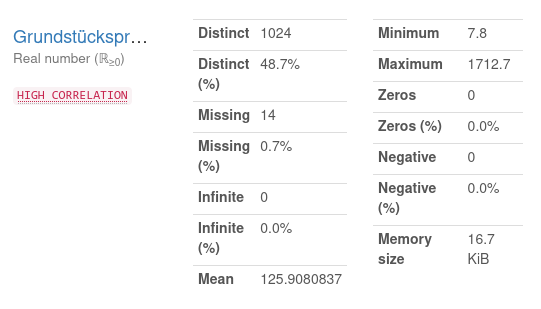 Grundstückspr...
Real number (ℝ≥0)
HIGH CORRELATION
Distinct 1024
Distinct (%) 48.7%
Missing 14
Missing (%) 0.7%
Infinite 0
Infinite (%) 0.0%
Mean 125.9080837
Minimum 7.8
Maximum 1712.7
Zeros 0
Zeros (%) 0.0%
Negative 0
Negative (%) 0.0%
Memory size 16.7 KiB